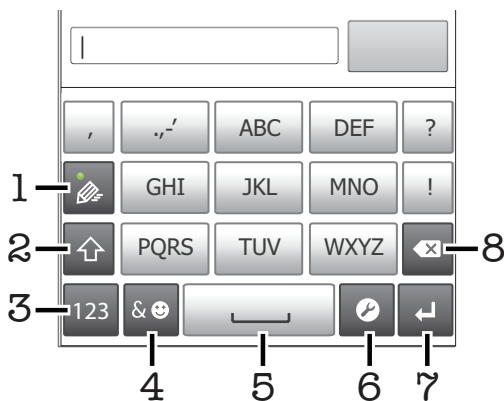 , .,-′ ABC DEF ?
1 GHI JKL MNO !
2 PQRS TUV WXYZ 8
3 123 &
4 5 6 7